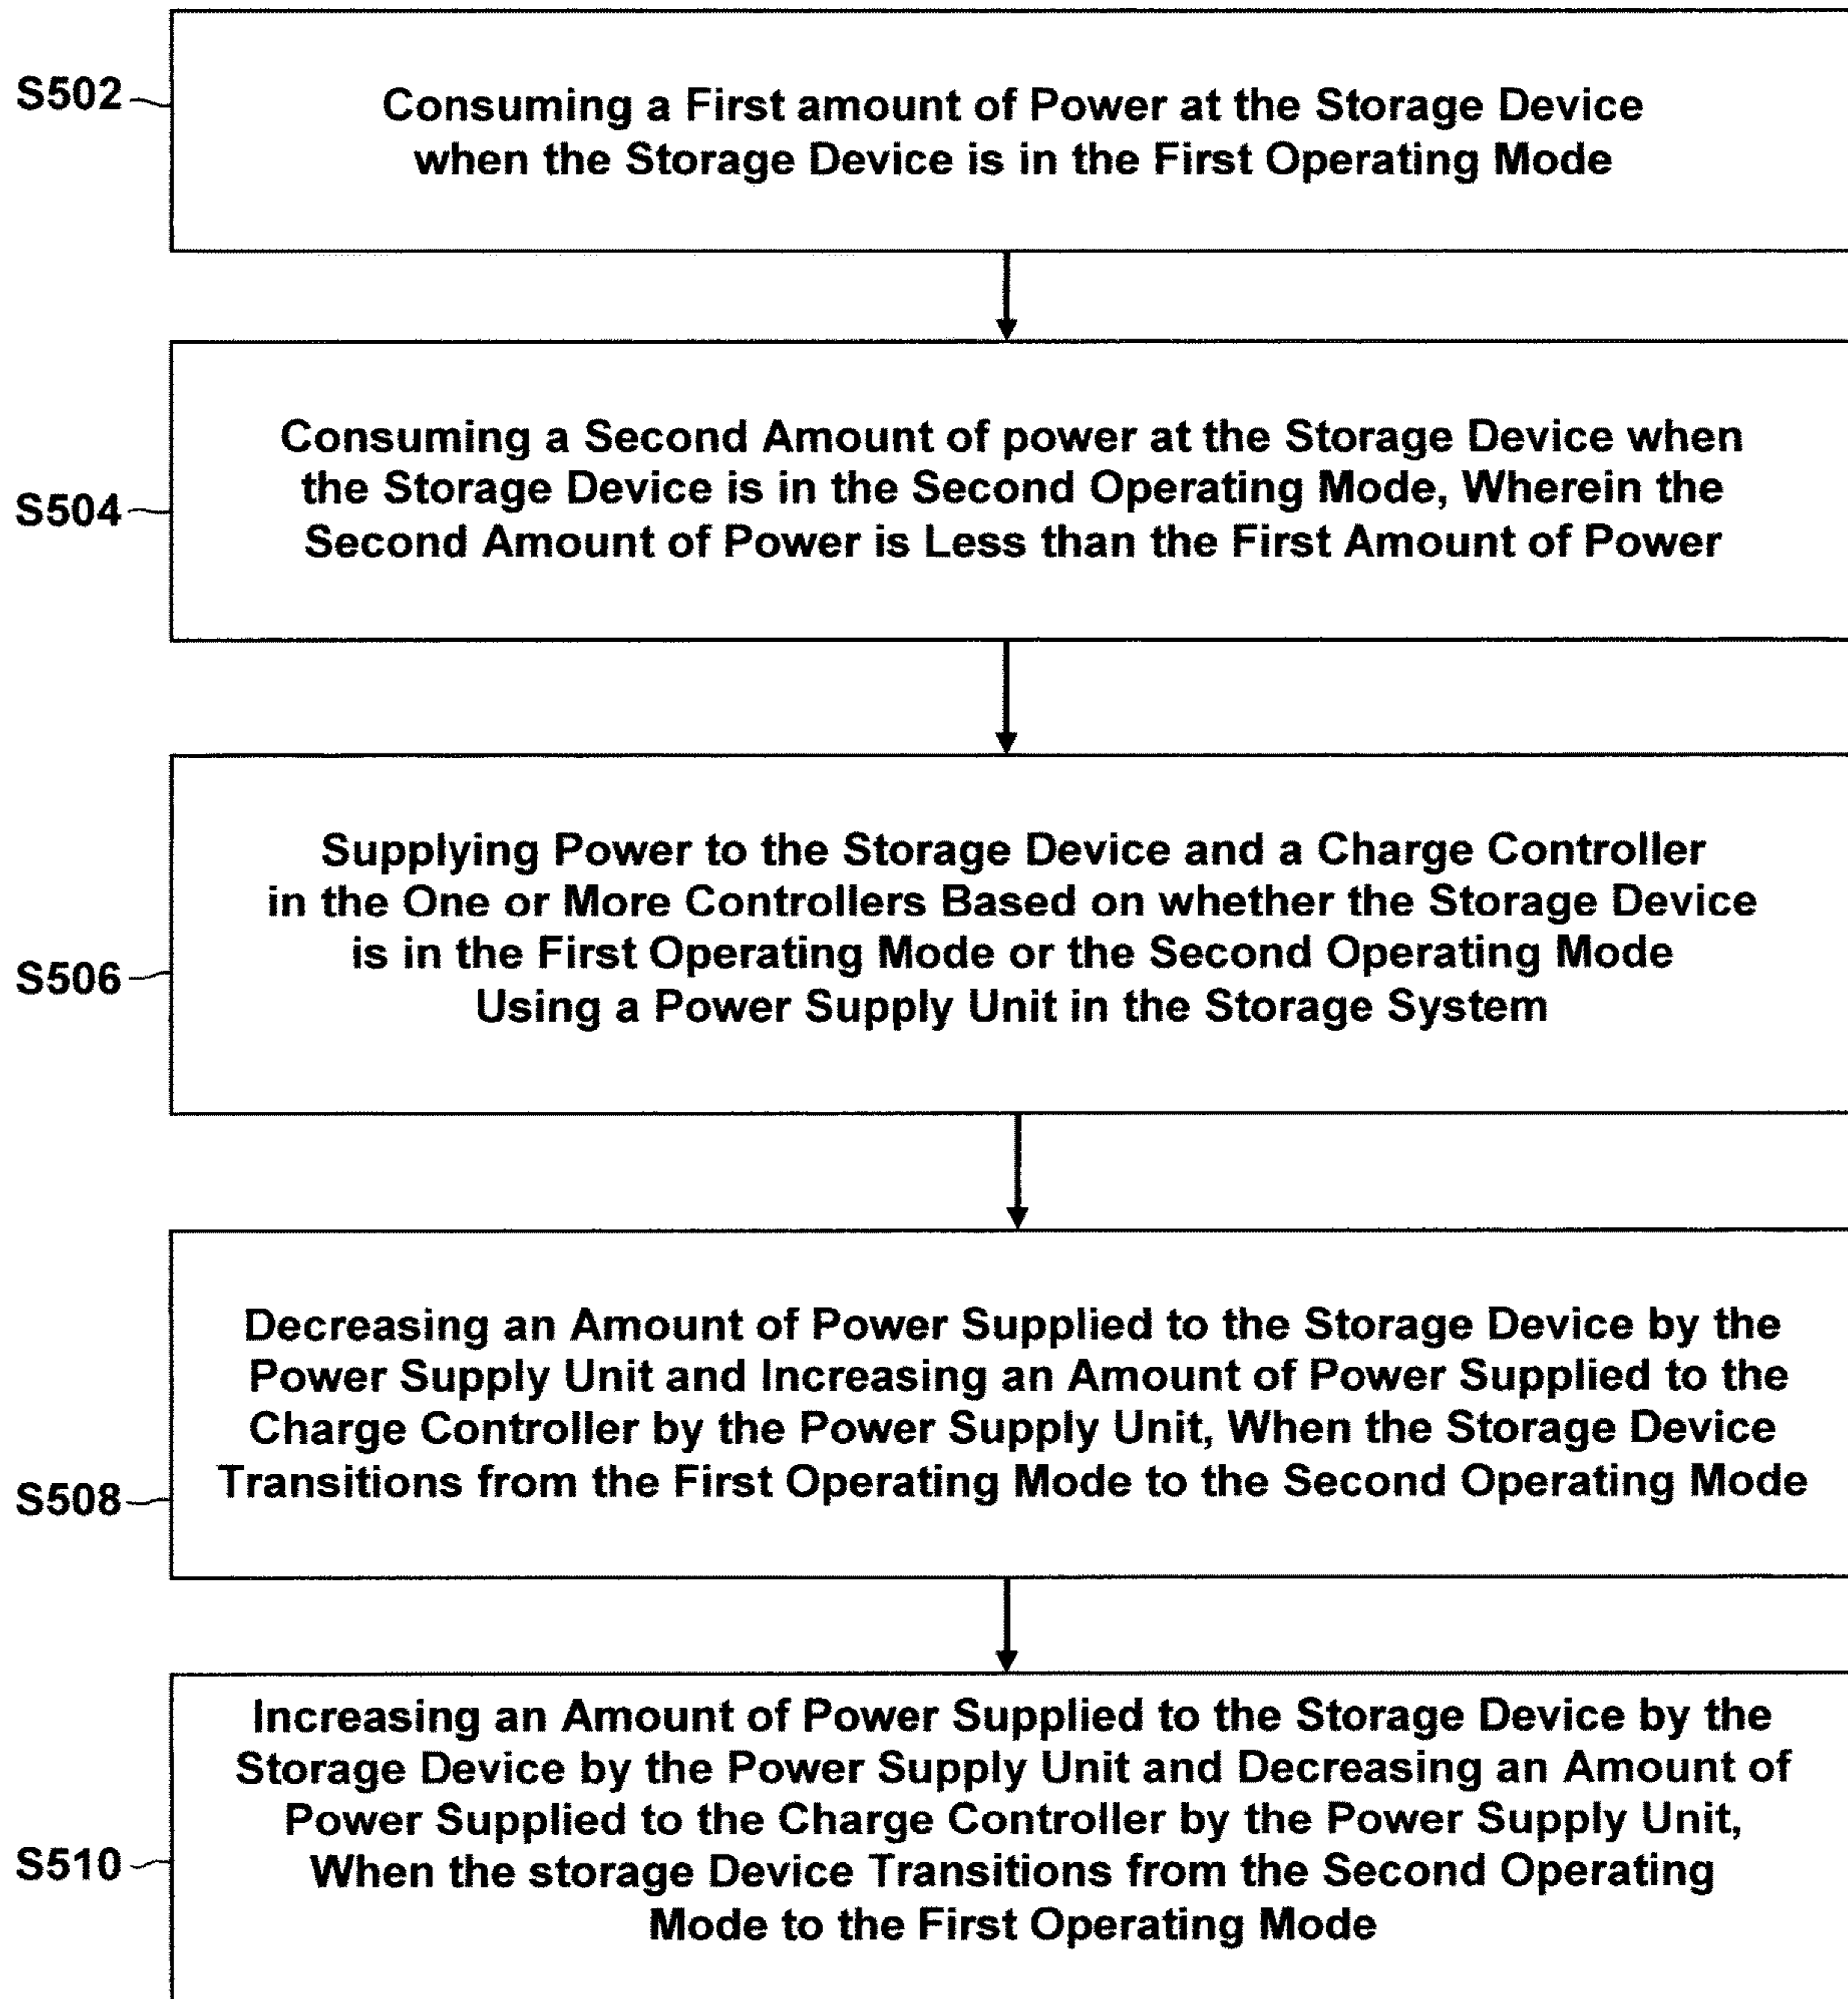 S502
Consuming a First amount of Power at the Storage Device
when the Storage Device is in the First Operating Mode
S504
Consuming a Second Amount of power at the Storage Device when
the Storage Device is in the Second Operating Mode, Wherein the
Second Amount of Power is Less than the First Amount of Power
S506
Supplying Power to the Storage Device and a Charge Controller
in the One or More Controllers Based on whether the Storage Device
is in the First Operating Mode or the Second Operating Mode
Using a Power Supply Unit in the Storage System
S508
Decreasing an Amount of Power Supplied to the Storage Device by the
Power Supply Unit and Increasing an Amount of Power Supplied to the
Charge Controller by the Power Supply Unit, When the Storage Device
Transitions from the First Operating Mode to the Second Operating Mode
S510
Increasing an Amount of Power Supplied to the Storage Device by the
Storage Device by the Power Supply Unit and Decreasing an Amount of
Power Supplied to the Charge Controller by the Power Supply Unit,
When the storage Device Transitions from the Second Operating
Mode to the First Operating Mode